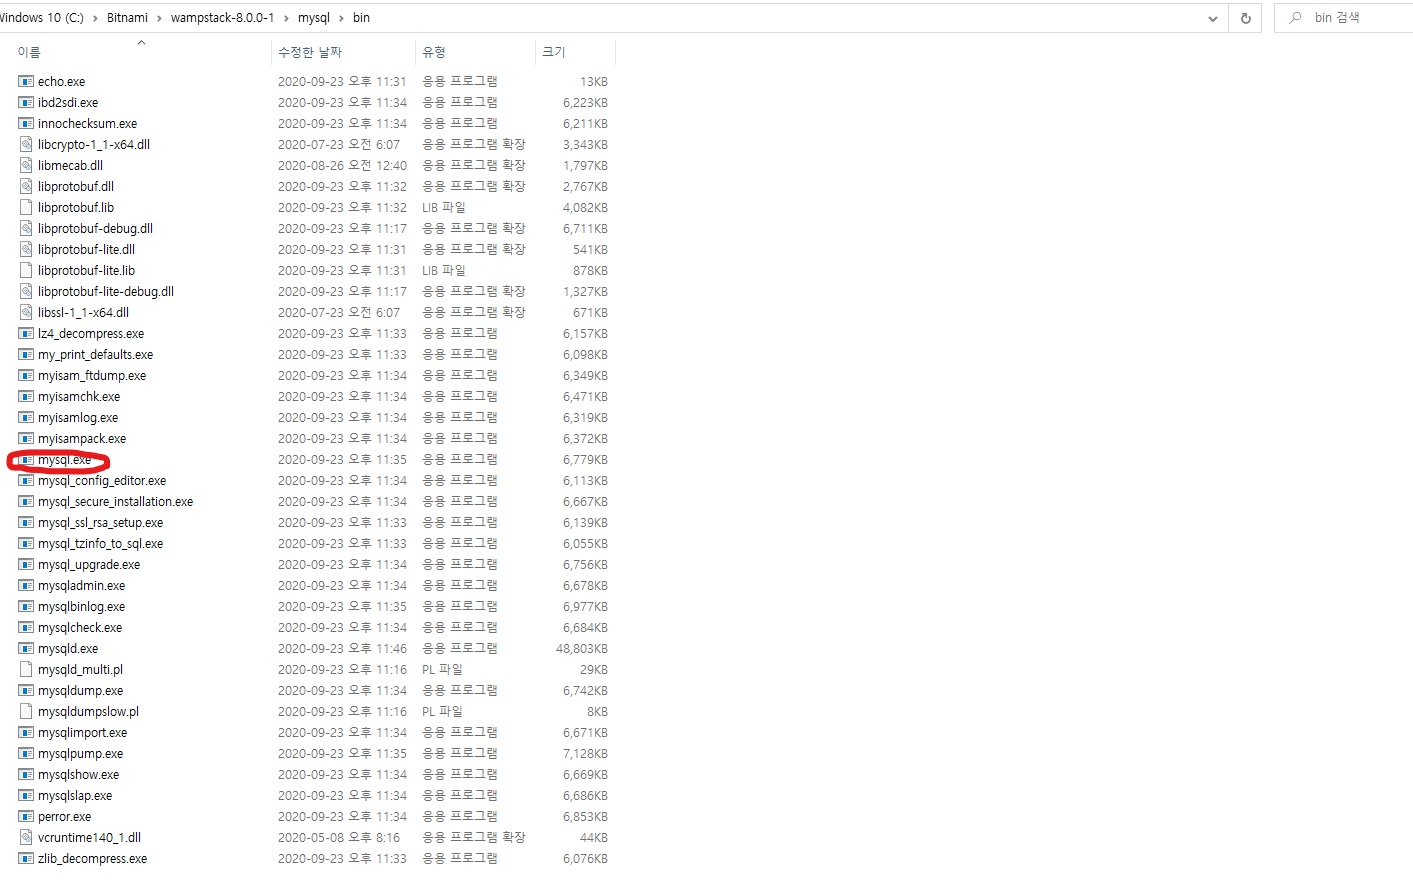 Windows 10 (C:) > Bitnami > wampstack-8.0.0-1 > mysql > bin
bin 검색
이름 수정한 날짜 유형 크기
echo.exe 2020-09-23 오후 11:31 응용 프로그램 13KB
ibd2sdi.exe 2020-09-23 오후 11:34 응용 프로그램 6,223KB
innochecksum.exe 2020-09-23 오후 11:34 응용 프로그램 6,211KB
libcrypto-1_1-x64.dll 2020-07-23 오전 6:07 응용 프로그램 확장 3,343KB
libmecab.dll 2020-08-26 오전 12:40 응용 프로그램 확장 1,797KB
libprotobuf.dll 2020-09-23 오후 11:32 응용 프로그램 확장 2,767KB
libprotobuf.lib 2020-09-23 오후 11:32 LIB 파일 4,082KB
libprotobuf-debug.dll 2020-09-23 오후 11:17 응용 프로그램 확장 6,711KB
libprotobuf-lite.dll 2020-09-23 오후 11:31 응용 프로그램 확장 541KB
libprotobuf-lite.lib 2020-09-23 오후 11:31 LIB 파일 878KB
libprotobuf-lite-debug.dll 2020-09-23 오후 11:17 응용 프로그램 확장 1,327KB
libssl-1_1-x64.dll 2020-07-23 오전 6:07 응용 프로그램 확장 671KB
lz4_decompress.exe 2020-09-23 오후 11:33 응용 프로그램 6,157KB
my_print_defaults.exe 2020-09-23 오후 11:33 응용 프로그램 6,098KB
myisam_ftdump.exe 2020-09-23 오후 11:34 응용 프로그램 6,349KB
myisamchk.exe 2020-09-23 오후 11:34 응용 프로그램 6,471KB
myisamlog.exe 2020-09-23 오후 11:34 응용 프로그램 6,319KB
myisampack.exe 2020-09-23 오후 11:34 응용 프로그램 6,372KB
mysql.exe 2020-09-23 오후 11:35 응용 프로그램 6,779KB
mysql_config_editor.exe 2020-09-23 오후 11:34 응용 프로그램 6,113KB
mysql_secure_installation.exe 2020-09-23 오후 11:34 응용 프로그램 6,667KB
mysql_ssl_rsa_setup.exe 2020-09-23 오후 11:33 응용 프로그램 6,139KB
mysql_tzinfo_to_sql.exe 2020-09-23 오후 11:33 응용 프로그램 6,055KB
mysql_upgrade.exe 2020-09-23 오후 11:34 응용 프로그램 6,756KB
mysqladmin.exe 2020-09-23 오후 11:34 응용 프로그램 6,678KB
mysqlbinlog.exe 2020-09-23 오후 11:35 응용 프로그램 6,977KB
mysqlcheck.exe 2020-09-23 오후 11:34 응용 프로그램 6,684KB
mysqld.exe 2020-09-23 오후 11:46 응용 프로그램 48,803KB
mysqld_multi.pl 2020-09-23 오후 11:16 PL 파일 29KB
mysqldump.exe 2020-09-23 오후 11:34 응용 프로그램 6,742KB
mysqldumpslow.pl 2020-09-23 오후 11:16 PL 파일 8KB
mysqlimport.exe 2020-09-23 오후 11:34 응용 프로그램 6,671KB
mysqlpump.exe 2020-09-23 오후 11:35 응용 프로그램 7,128KB
mysqlshow.exe 2020-09-23 오후 11:34 응용 프로그램 6,669KB
mysqlslap.exe 2020-09-23 오후 11:34 응용 프로그램 6,686KB
perror.exe 2020-09-23 오후 11:34 응용 프로그램 6,853KB
vcruntime140_1.dll 2020-05-08 오후 8:16 응용 프로그램 확장 44KB
zlib_decompress.exe 2020-09-23 오후 11:33 응용 프로그램 6,076KB